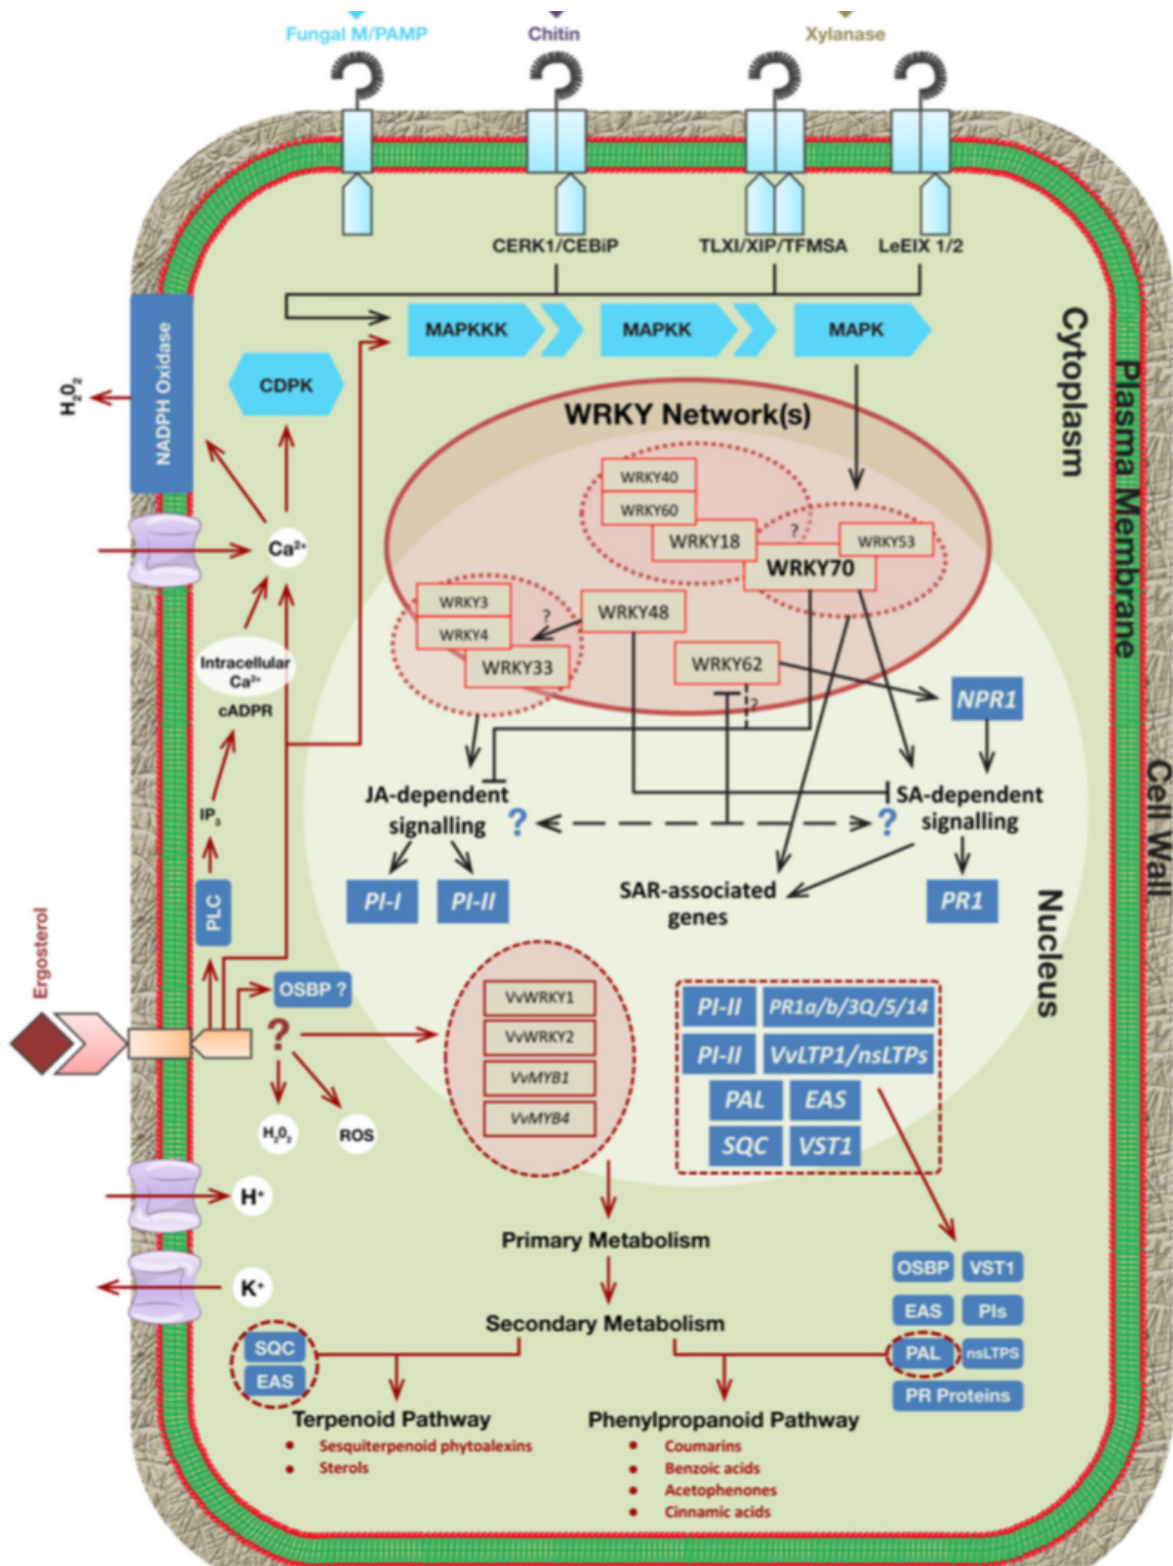 Fungal M/PAMP
Chitin
Xylanase
CERK1/CEBiP
TLXI/XIP/TFMSA
LeEIX 1/2
NADPH Oxidase
H₂O₂
MAPKKK
MAPKK
MAPK
CDPK
Cytoplasm
Plasma Membrane
Cell Wall
Nucleus
WRKY Network(s)
WRKY40
WRKY60
WRKY18
?
WRKY53
WRKY70
WRKY3
WRKY4
WRKY33
?
WRKY48
WRKY62
?
NPR1
Ca²⁺
Intracellular
Ca²⁺
cADPR
IP₃
PLC
JA-dependent
signalling
?
?
SA-dependent
signalling
PI-I
PI-II
SAR-associated
genes
PR1
Ergosterol
OSBP ?
?
H₂O₂
ROS
VvWRKY1
VvWRKY2
VvMYB1
VvMYB4
PI-II
PR1a/b/3Q/5/14
PI-II
VvLTP1/nsLTPs
PAL
EAS
SQC
VST1
H⁺
K⁺
Primary Metabolism
Secondary Metabolism
OSBP
VST1
EAS
PIs
PAL
nsLTPS
PR Proteins
SQC
EAS
Terpenoid Pathway
• Sesquiterpenoid phytoalexins
• Sterols
Phenylpropanoid Pathway
• Coumarins
• Benzoic acids
• Acetophenones
• Cinnamic acids